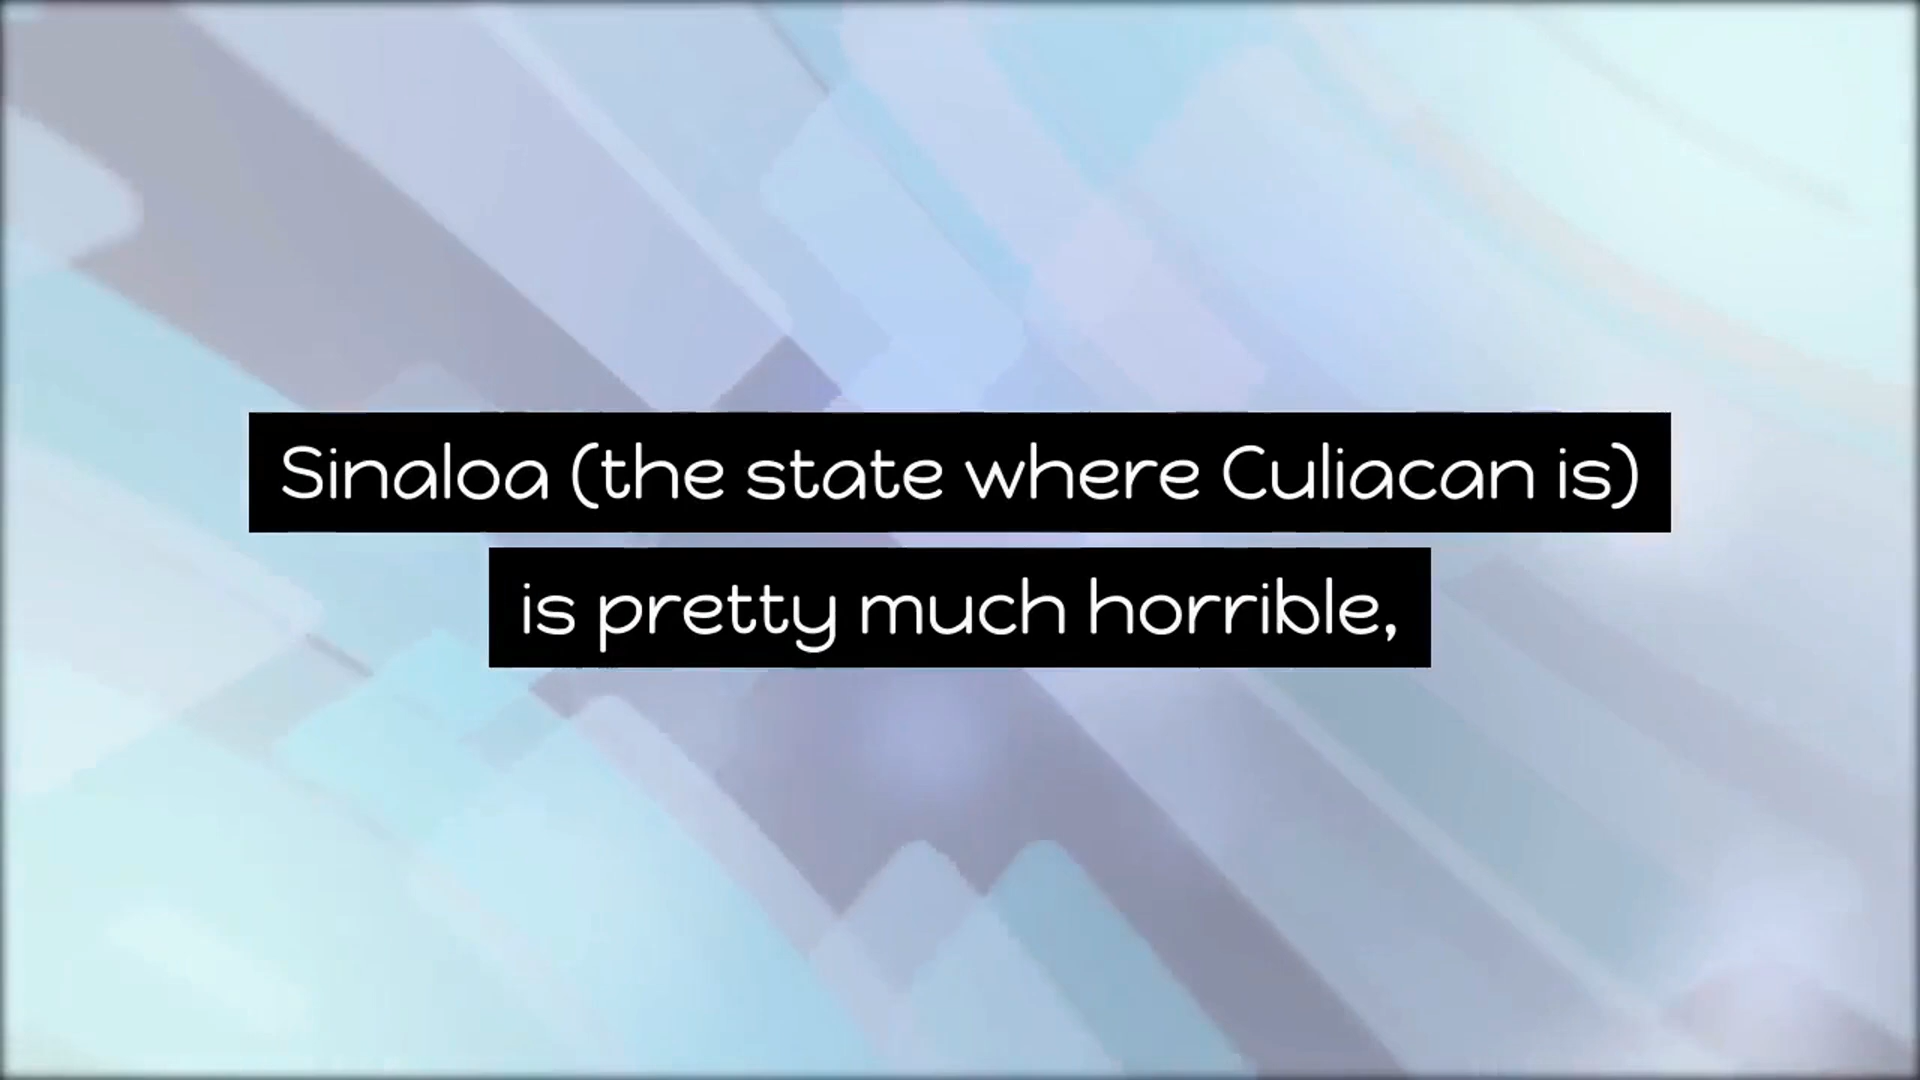 Sinaloa (the state where Culiacan is)
is pretty much horrible,